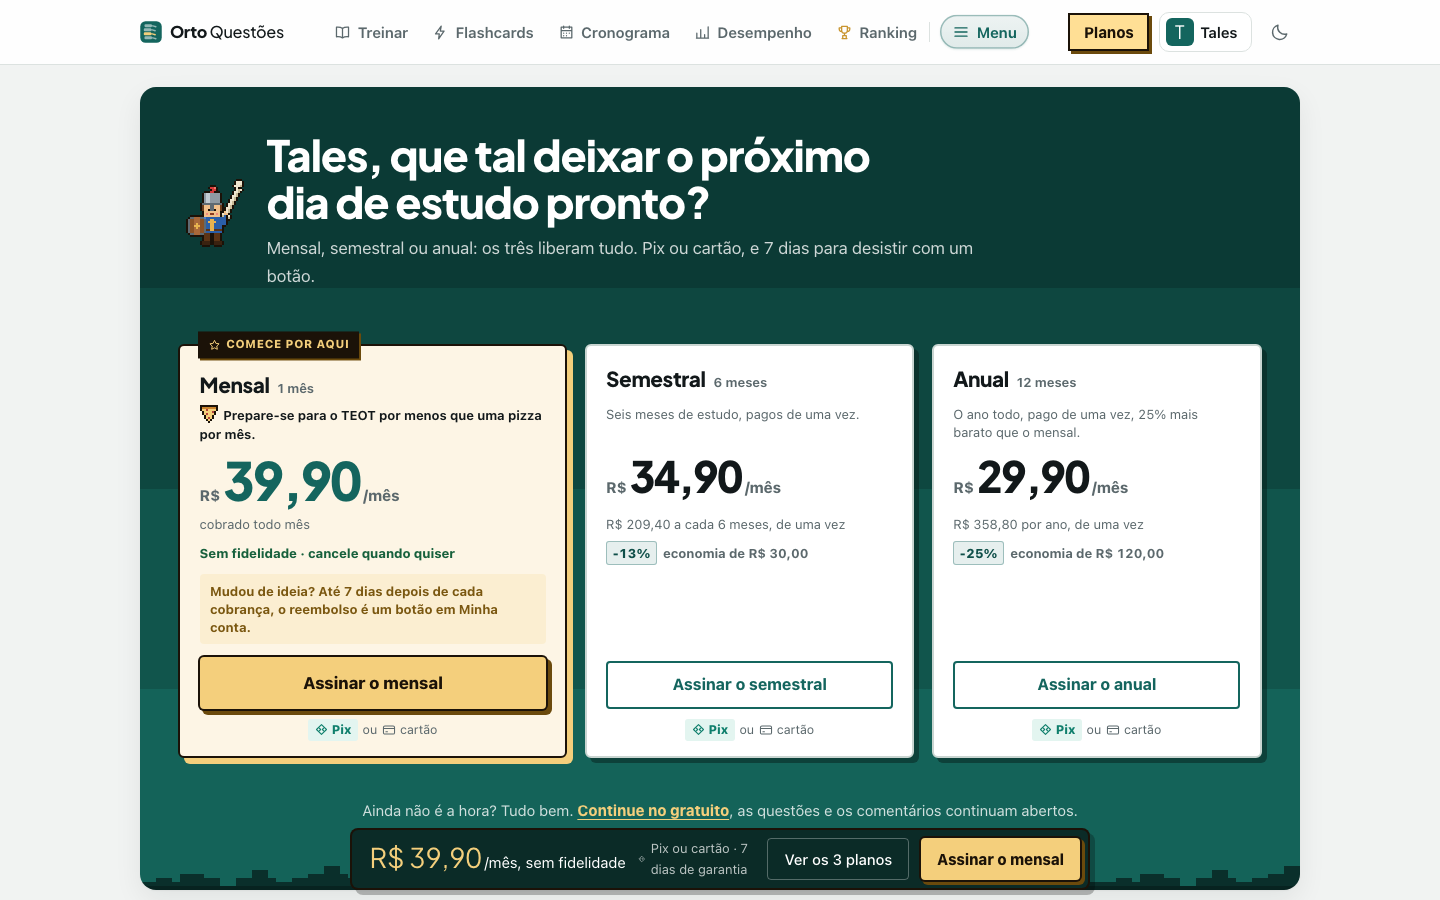 Orto Questões
Treinar
Flashcards
Cronograma
Desempenho
Ranking
Menu
Planos
T
Tales
Tales, que tal deixar o próximo
dia de estudo pronto?
Mensal, semestral ou anual: os três liberam tudo. Pix ou cartão, e 7 dias para desistir com um
botão.
COMECE POR AQUI
Mensal 1 mês
Prepare-se para o TEOT por menos que uma pizza
por mês.
R$ 39,90/mês
cobrado todo mês
Sem fidelidade · cancele quando quiser
Mudou de ideia? Até 7 dias depois de cada
cobrança, o reembolso é um botão em Minha
conta.
Assinar o mensal
Pix ou cartão
Semestral 6 meses
Seis meses de estudo, pagos de uma vez.
R$ 34,90/mês
R$ 209,40 a cada 6 meses, de uma vez
-13% economia de R$ 30,00
Assinar o semestral
Pix ou cartão
Anual 12 meses
O ano todo, pago de uma vez, 25% mais
barato que o mensal.
R$ 29,90/mês
R$ 358,80 por ano, de uma vez
-25% economia de R$ 120,00
Assinar o anual
Pix ou cartão
Ainda não é a hora? Tudo bem. Continue no gratuito, as questões e os comentários continuam abertos.
R$ 39,90/mês, sem fidelidade
Pix ou cartão · 7
dias de garantia
Ver os 3 planos
Assinar o mensal